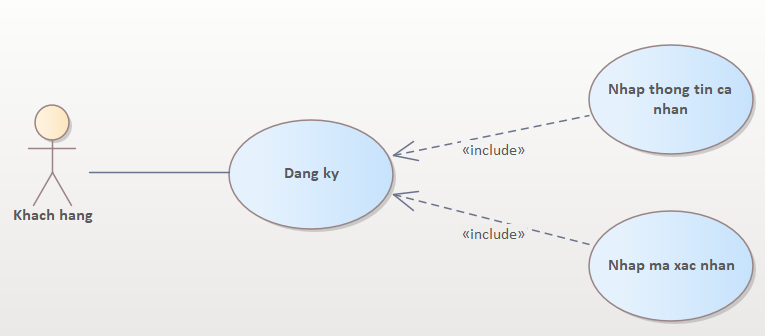 Nhap thong tin ca
nhan
«include»
Dang ky
Khach hang
«include»
Nhap ma xac nhan